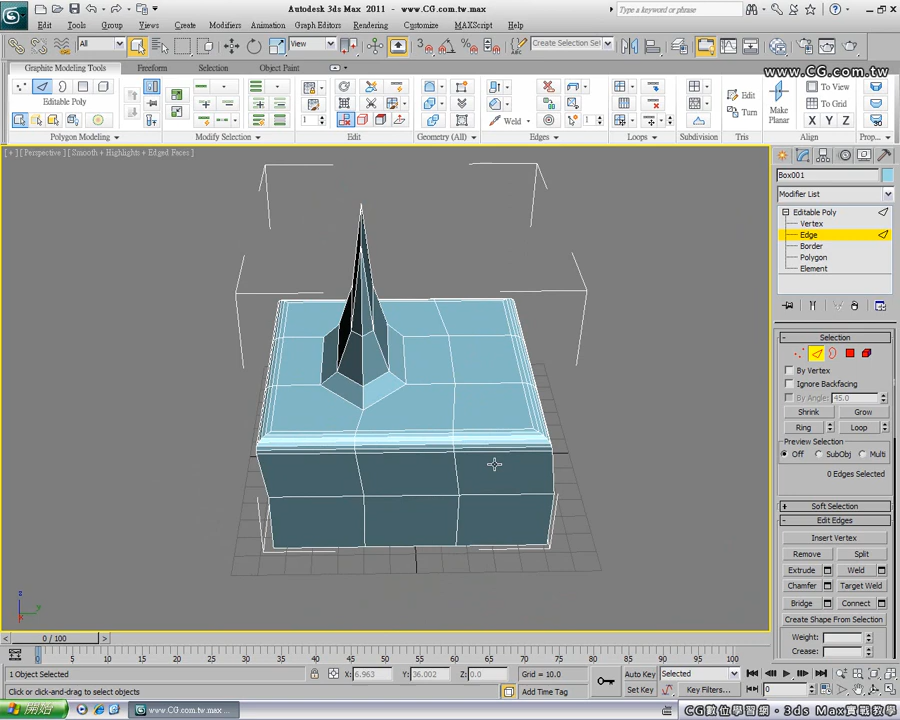 Autodesk 3ds Max 2011 - www.CG.com.tw.max
Type a keyword or phrase
Edit Tools Group Views Create Modifiers Animation Graph Editors Rendering Customize MAXScript Help
All View Create Selection Set
www.CG.com.tw
Graphite Modeling Tools Freeform Selection Object Paint
Editable Poly
1 Weld 1 Edit Make Planar To View To Grid X Y Z
Polygon Modeling Modify Selection Edit Geometry (All) Edges Loops Subdivision Tris Align Prop...
[ + ] [ Perspective ] [ Smooth + Highlights + Edged Faces ]
Box001
Modifier List
Editable Poly
Vertex
Edge
Border
Polygon
Element
Selection
By Vertex
Ignore Backfacing
By Angle: 45.0
Shrink Grow
Ring Loop
Preview Selection
Off SubObj Multi
0 Edges Selected
Soft Selection
Edit Edges
Insert Vertex
Remove Split
Extrude Weld
Chamfer Target Weld
Bridge Connect
Create Shape From Selection
Weight:
Crease:
z
y
x
0 / 100
0 5 10 15 20 25 30 35 40 45 50 55 60 65 70 75 80 85 90 95 100
1 Object Selected X: 6.963 Y: 36.002 Z: 0.0 Grid = 10.0 Auto Key Selected
Click or click-and-drag to select objects Add Time Tag Set Key Key Filters... 0
開始 www.CG.com.tw.max ...
CG數位學習網‧3ds Max實戰教學